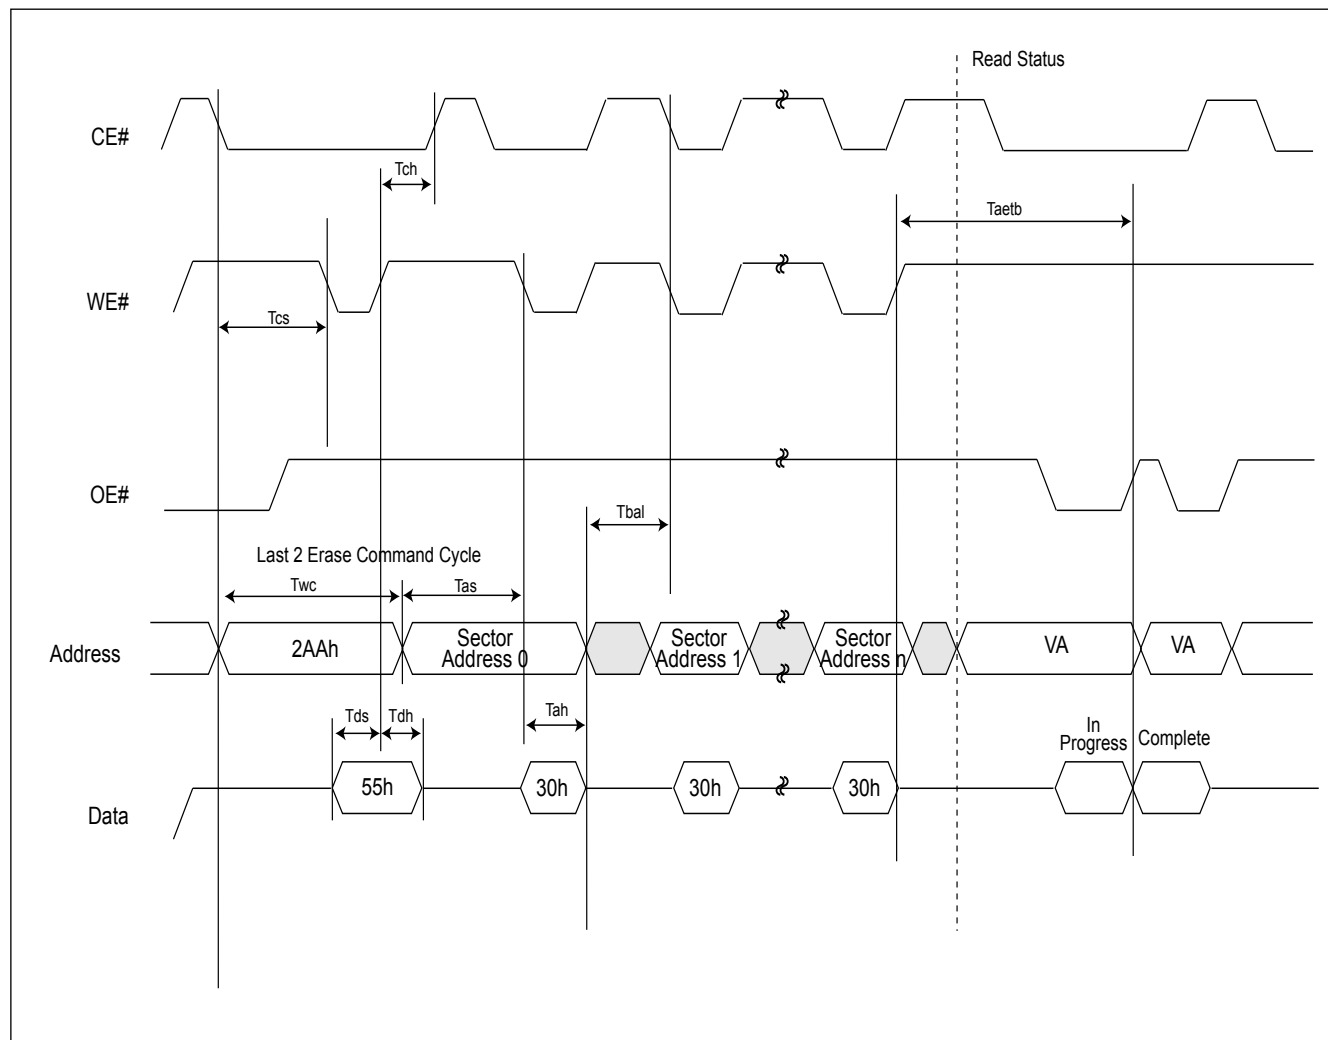 Read Status
CE#
Tch
Taetb
WE#
Tcs
OE#
Tbal
Last 2 Erase Command Cycle
Twc
Tas
Address
2AAh
Sector
Address 0
Sector
Address 1
Sector
Address n
VA
VA
Tds
Tdh
Tah
In
Progress
Complete
Data
55h
30h
30h
30h